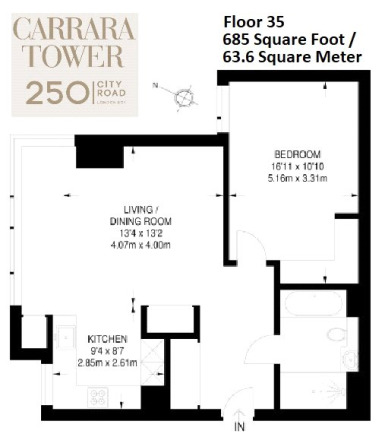 CARRARA
TOWER
250 CITY
ROAD
LONDON EC1
Floor 35
685 Square Foot /
63.6 Square Meter
N
BEDROOM
16'11 x 10'10
5.16m x 3.31m
LIVING /
DINING ROOM
13'4 x 13'2
4.07m x 4.00m
KITCHEN
9'4 x 8'7
2.85m x 2.61m
IN